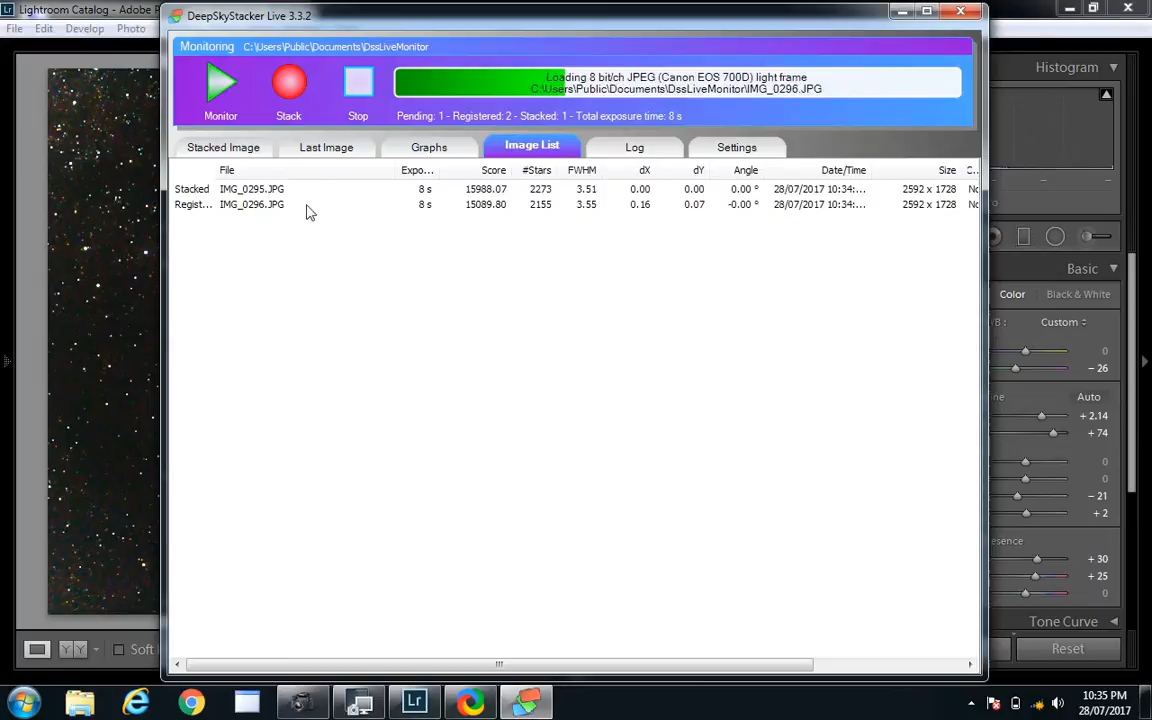 Lightroom Catalog - Adobe P
File Edit Develop Photo
DeepSkyStacker Live 3.3.2
Monitoring C:\Users\Public\Documents\DssLiveMonitor
Monitor Stack Stop
Loading 8 bit/ch JPEG (Canon EOS 700D) light frame
C:\Users\Public\Documents\DssLiveMonitor\IMG_0296.JPG
Pending: 1 - Registered: 2 - Stacked: 1 - Total exposure time: 8 s
Stacked Image Last Image Graphs Image List Log Settings
File Expo... Score #Stars FWHM dX dY Angle Date/Time Size C...
Stacked IMG_0295.JPG 8 s 15988.07 2273 3.51 0.00 0.00 0.00 ° 28/07/2017 10:34:... 2592 x 1728 No
Regist... IMG_0296.JPG 8 s 15089.80 2155 3.55 0.16 0.07 -0.00 ° 28/07/2017 10:34:... 2592 x 1728 No
Histogram
Basic
Color Black & White
B : Custom
0
- 26
ne Auto
+ 2.14
+ 74
0
0
- 21
+ 2
esence
+ 30
+ 25
0
Tone Curve
Soft
Reset
Lr
10:35 PM
28/07/2017